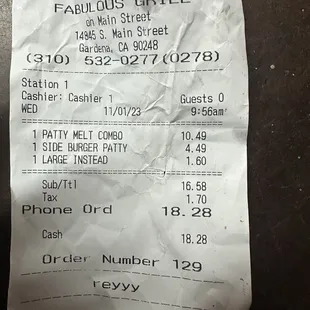 FABULOUS GRILL
on Main Street
14845 S. Main Street
Gardena, CA 90248
(310) 532-0277(0278)
Station 1
Cashier: Cashier 1 Guests 0
WED 11/01/23 9:56am
1 PATTY MELT COMBO 10.49
1 SIDE BURGER PATTY 4.49
1 LARGE INSTEAD 1.60
Sub/Ttl 16.58
Tax 1.70
Phone Ord 18.28
Cash 18.28
Order Number 129
reyyy